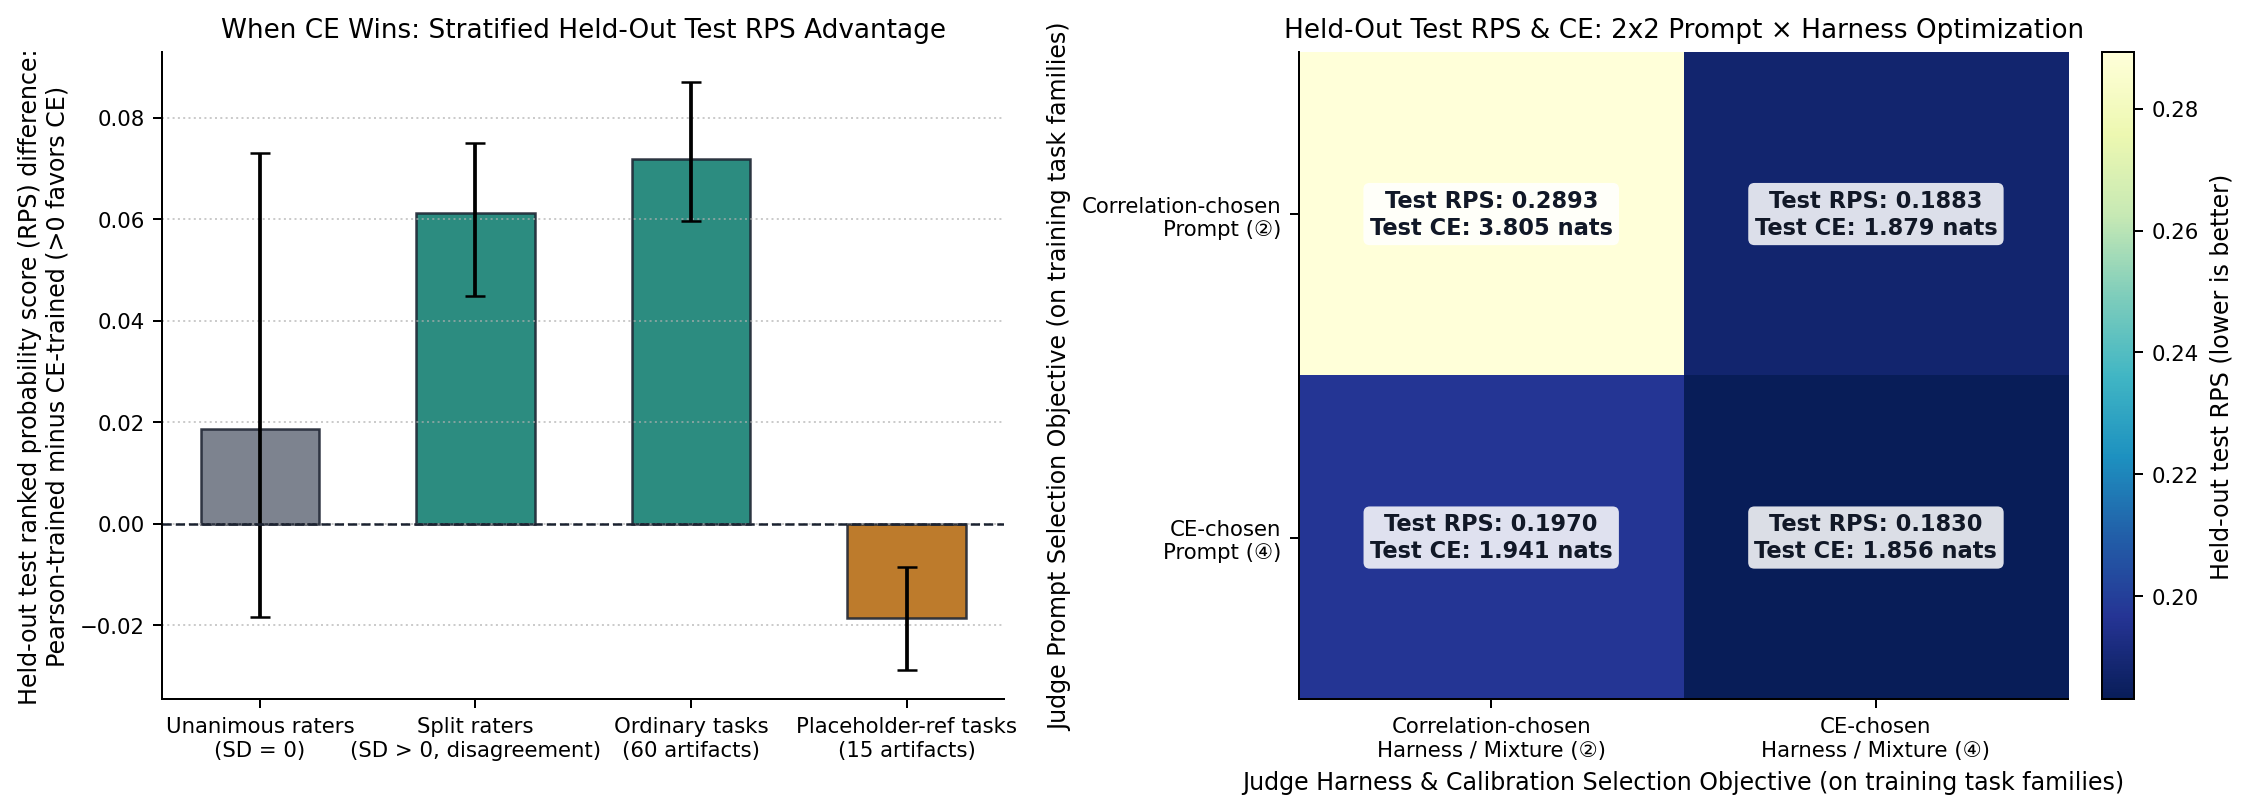 When CE Wins: Stratified Held-Out Test RPS Advantage
Held-out test ranked probability score (RPS) difference:
Pearson-trained minus CE-trained (>0 favors CE)
0.08
0.06
0.04
0.02
0.00
−0.02
Unanimous raters
(SD = 0)
Split raters
(SD > 0, disagreement)
Ordinary tasks
(60 artifacts)
Placeholder-ref tasks
(15 artifacts)
Held-Out Test RPS & CE: 2x2 Prompt × Harness Optimization
Judge Prompt Selection Objective (on training task families)
Correlation-chosen
Prompt (②)
CE-chosen
Prompt (④)
Test RPS: 0.2893
Test CE: 3.805 nats
Test RPS: 0.1883
Test CE: 1.879 nats
Test RPS: 0.1970
Test CE: 1.941 nats
Test RPS: 0.1830
Test CE: 1.856 nats
Correlation-chosen
Harness / Mixture (②)
CE-chosen
Harness / Mixture (④)
Judge Harness & Calibration Selection Objective (on training task families)
0.28
0.26
0.24
0.22
0.20
Held-out test RPS (lower is better)